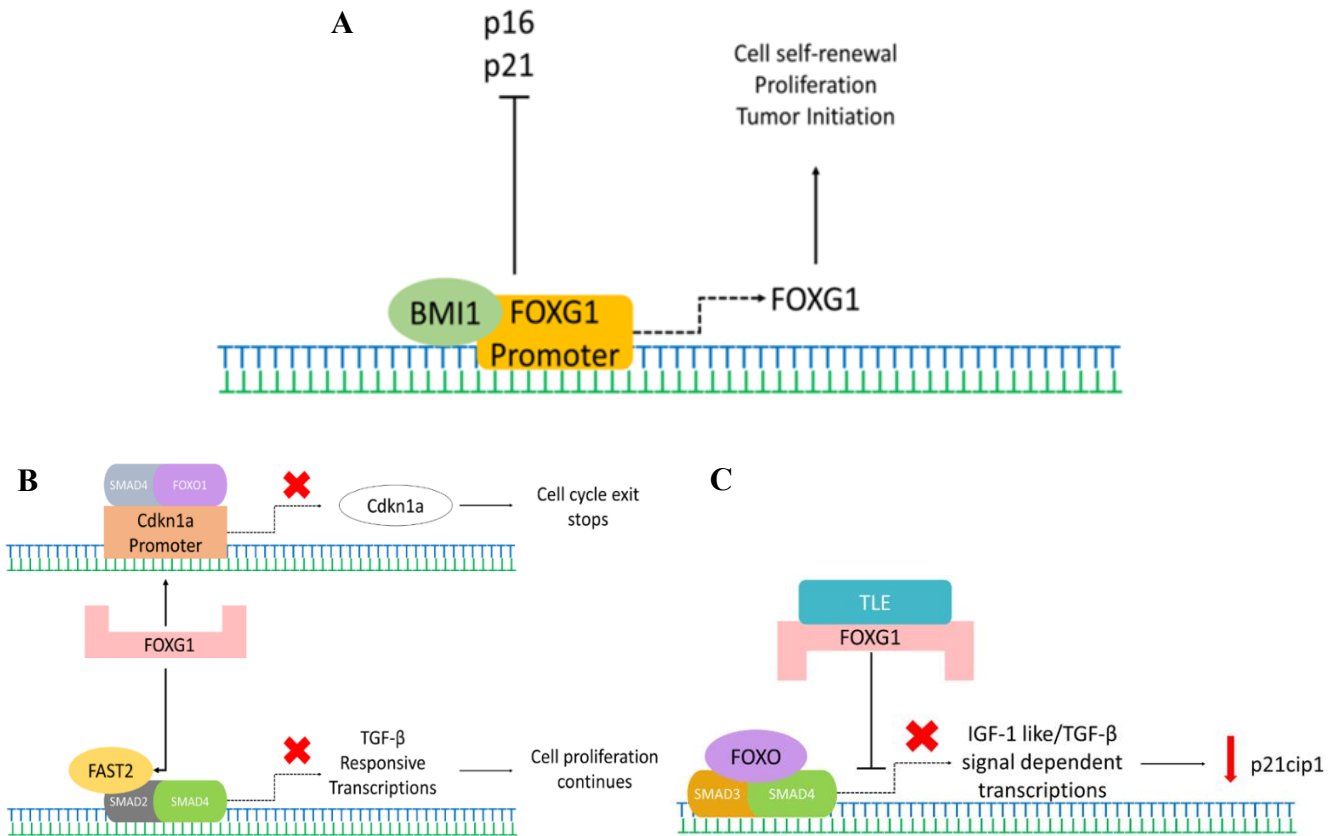 A
p16
p21
Cell self-renewal
Proliferation
Tumor Initiation
BMI1
FOXG1
Promoter
FOXG1
B
SMAD4
FOXO1
Cdkn1a
Promoter
Cdkn1a
Cell cycle exit
stops
FOXG1
FAST2
SMAD2
SMAD4
TGF-β
Responsive
Transcriptions
Cell proliferation
continues
C
TLE
FOXG1
FOXO
SMAD3
SMAD4
IGF-1 like/TGF-β
signal dependent
transcriptions
p21cip1